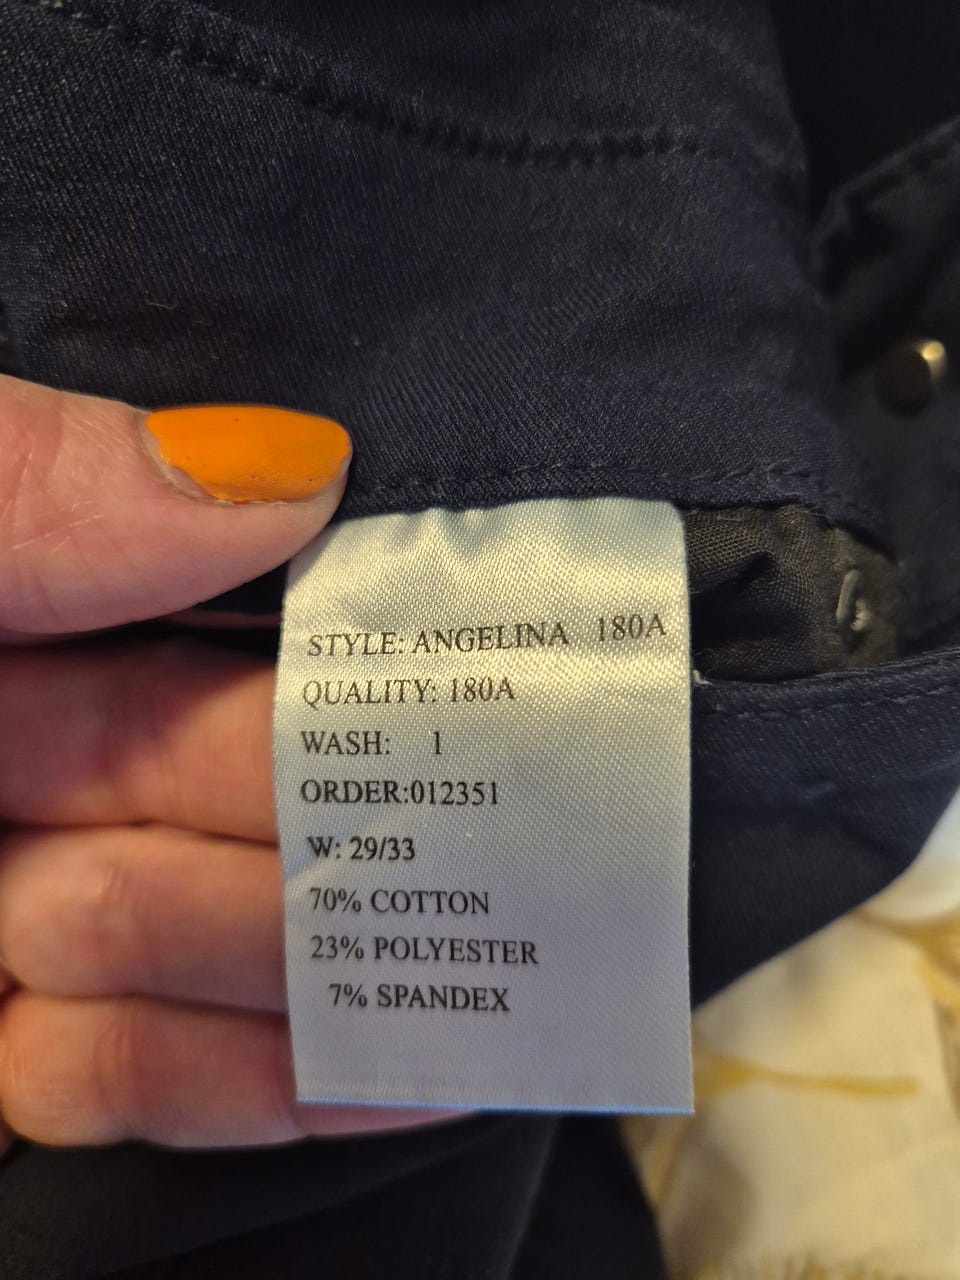 STYLE: ANGELINA 180A
QUALITY: 180A
WASH: 1
ORDER:012351
W: 29/33
70% COTTON
23% POLYESTER
7% SPANDEX